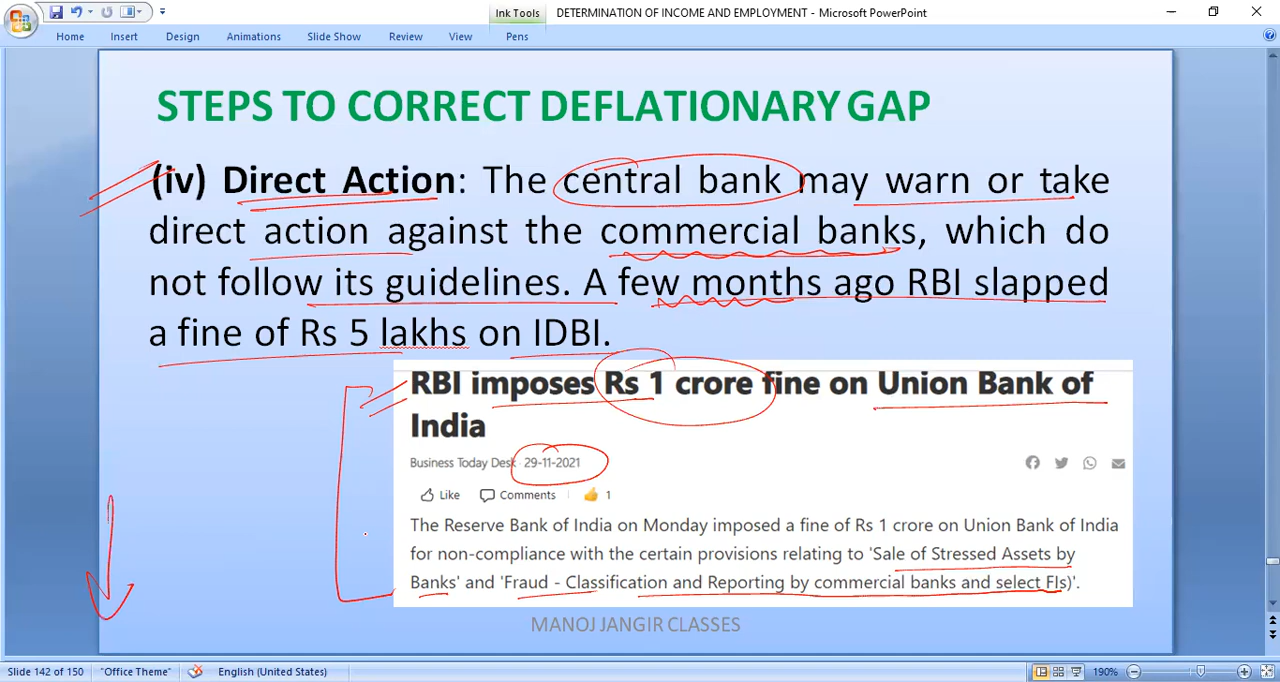 Ink Tools
DETERMINATION OF INCOME AND EMPLOYMENT - Microsoft PowerPoint
Home Insert Design Animations Slide Show Review View Pens
STEPS TO CORRECT DEFLATIONARY GAP
(iv) Direct Action: The central bank may warn or take
direct action against the commercial banks, which do
not follow its guidelines. A few months ago RBI slapped
a fine of Rs 5 lakhs on IDBI.
RBI imposes Rs 1 crore fine on Union Bank of
India
Business Today Desk 29-11-2021
Like Comments 1
The Reserve Bank of India on Monday imposed a fine of Rs 1 crore on Union Bank of India
for non-compliance with the certain provisions relating to 'Sale of Stressed Assets by
Banks' and 'Fraud - Classification and Reporting by commercial banks and select FIs)'.
MANOJ JANGIR CLASSES
Slide 142 of 150 "Office Theme" English (United States) 190%